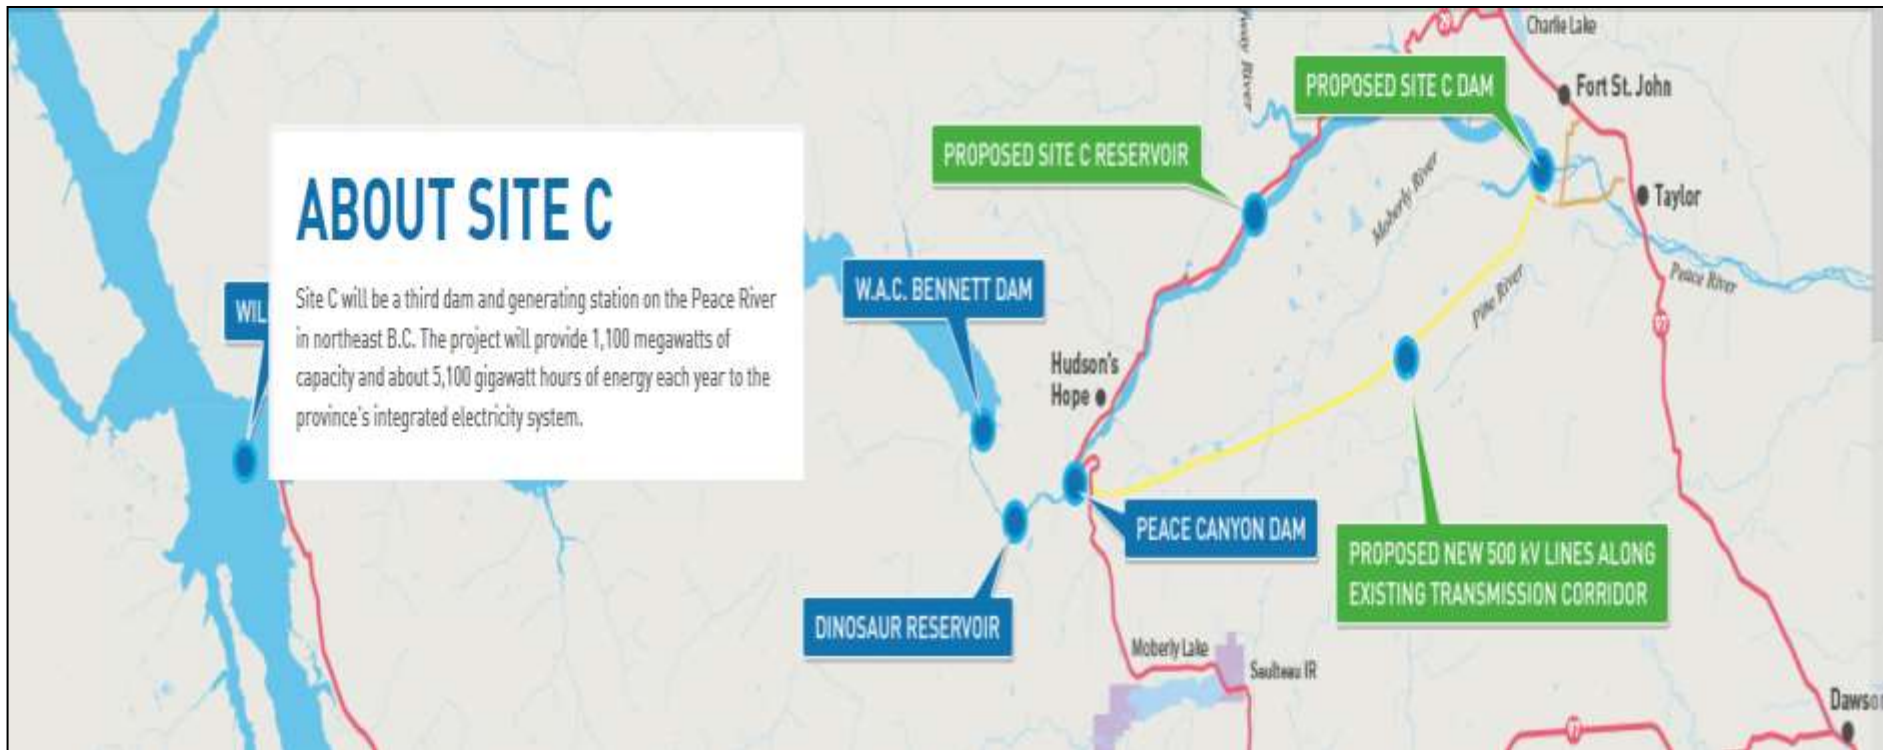 Charlie Lake
29
PROPOSED SITE C DAM
Fort St. John
River
PROPOSED SITE C RESERVOIR
ABOUT SITE C
Moberly River
Taylor
Site C will be a third dam and generating station on the Peace River
in northeast B.C. The project will provide 1,100 megawatts of
capacity and about 5,100 gigawatt hours of energy each year to the
province's integrated electricity system.
WIL
W.A.C. BENNETT DAM
Peace River
Pine River
Hudson's
Hope
PEACE CANYON DAM
PROPOSED NEW 500 kV LINES ALONG
EXISTING TRANSMISSION CORRIDOR
DINOSAUR RESERVOIR
Moberly Lake
Saulteau IR
Dawson